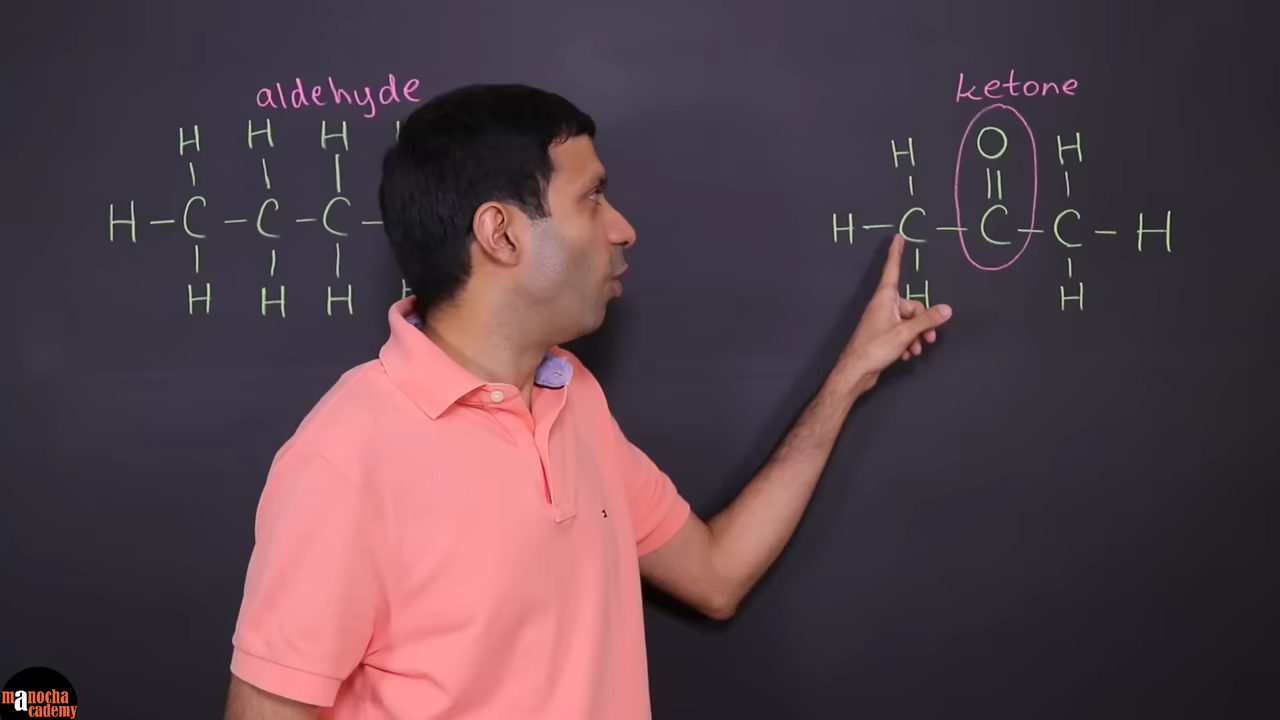 aldehyde
H H H
H – C – C – C –
H H H
ketone
H O H
H – C – C – C – H
H H
manocha
academy